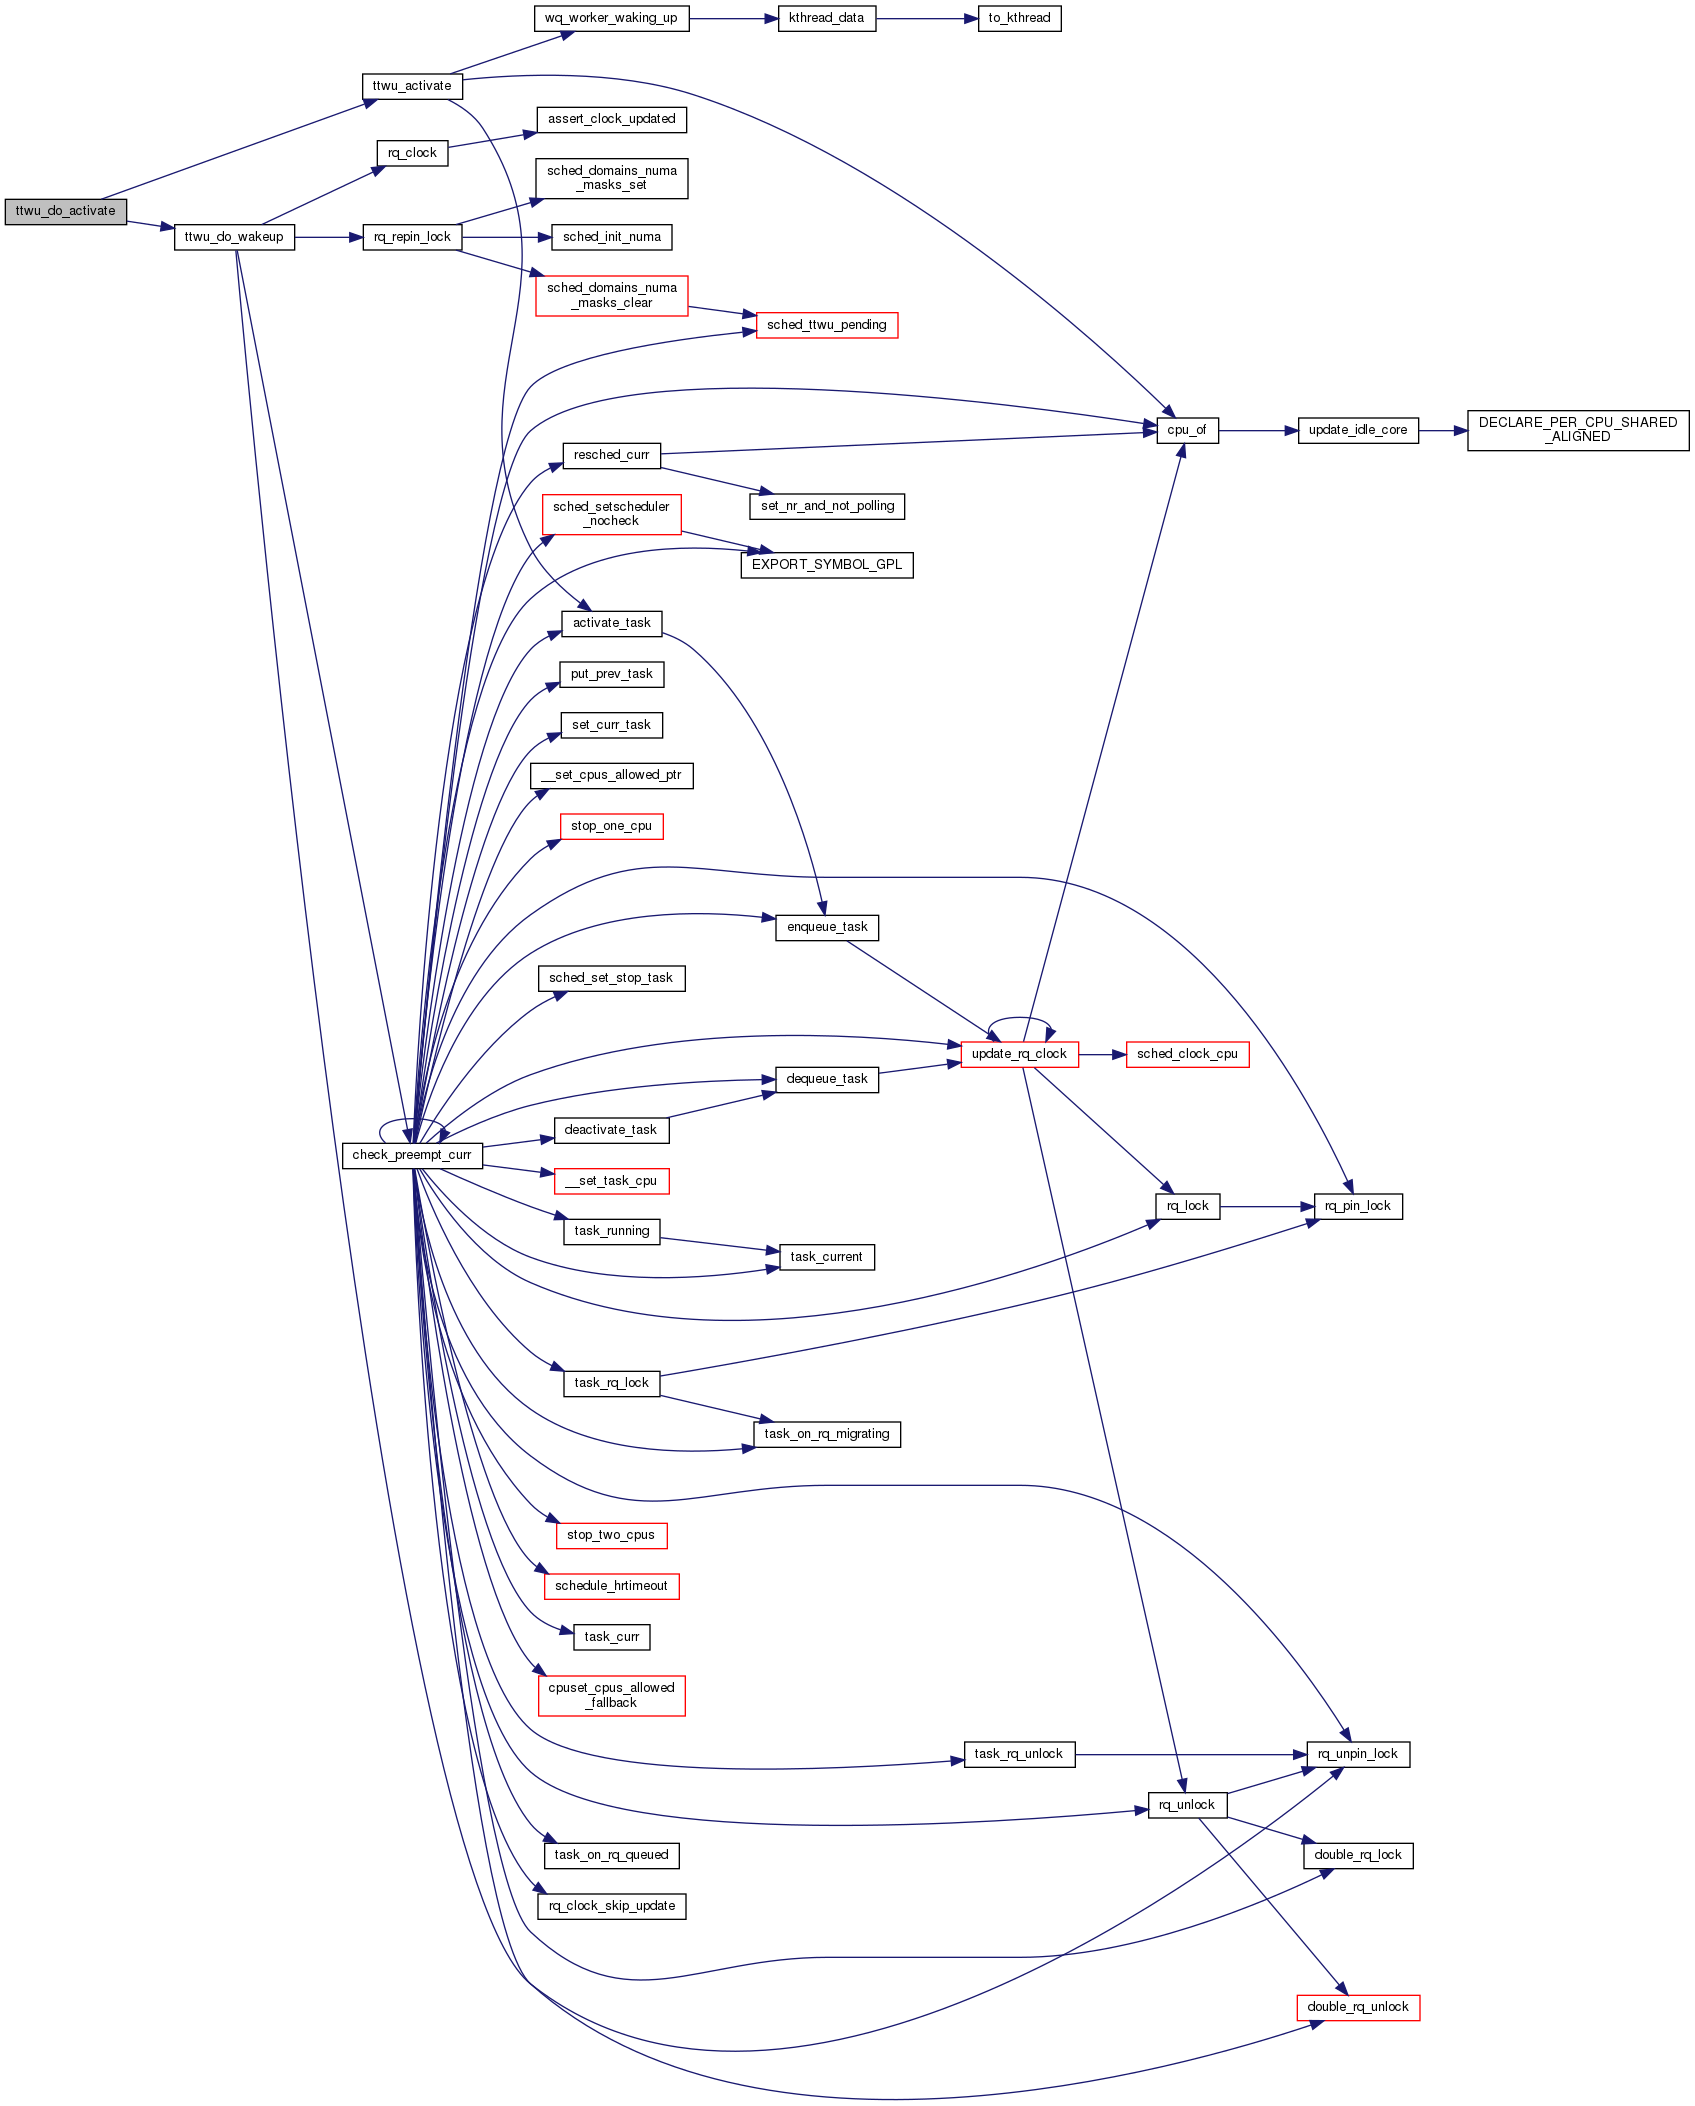 wq_worker_waking_up
kthread_data
to_kthread
ttwu_activate
assert_clock_updated
rq_clock
sched_domains_numa
_masks_set
ttwu_do_activate
ttwu_do_wakeup
rq_repin_lock
sched_init_numa
sched_domains_numa
_masks_clear
sched_ttwu_pending
cpu_of
update_idle_core
DECLARE_PER_CPU_SHARED
_ALIGNED
resched_curr
set_nr_and_not_polling
sched_setscheduler
_nocheck
EXPORT_SYMBOL_GPL
activate_task
put_prev_task
set_curr_task
__set_cpus_allowed_ptr
stop_one_cpu
enqueue_task
sched_set_stop_task
update_rq_clock
sched_clock_cpu
dequeue_task
deactivate_task
check_preempt_curr
__set_task_cpu
rq_lock
rq_pin_lock
task_running
task_current
task_rq_lock
task_on_rq_migrating
stop_two_cpus
schedule_hrtimeout
task_curr
cpuset_cpus_allowed
_fallback
task_rq_unlock
rq_unpin_lock
rq_unlock
task_on_rq_queued
double_rq_lock
rq_clock_skip_update
double_rq_unlock